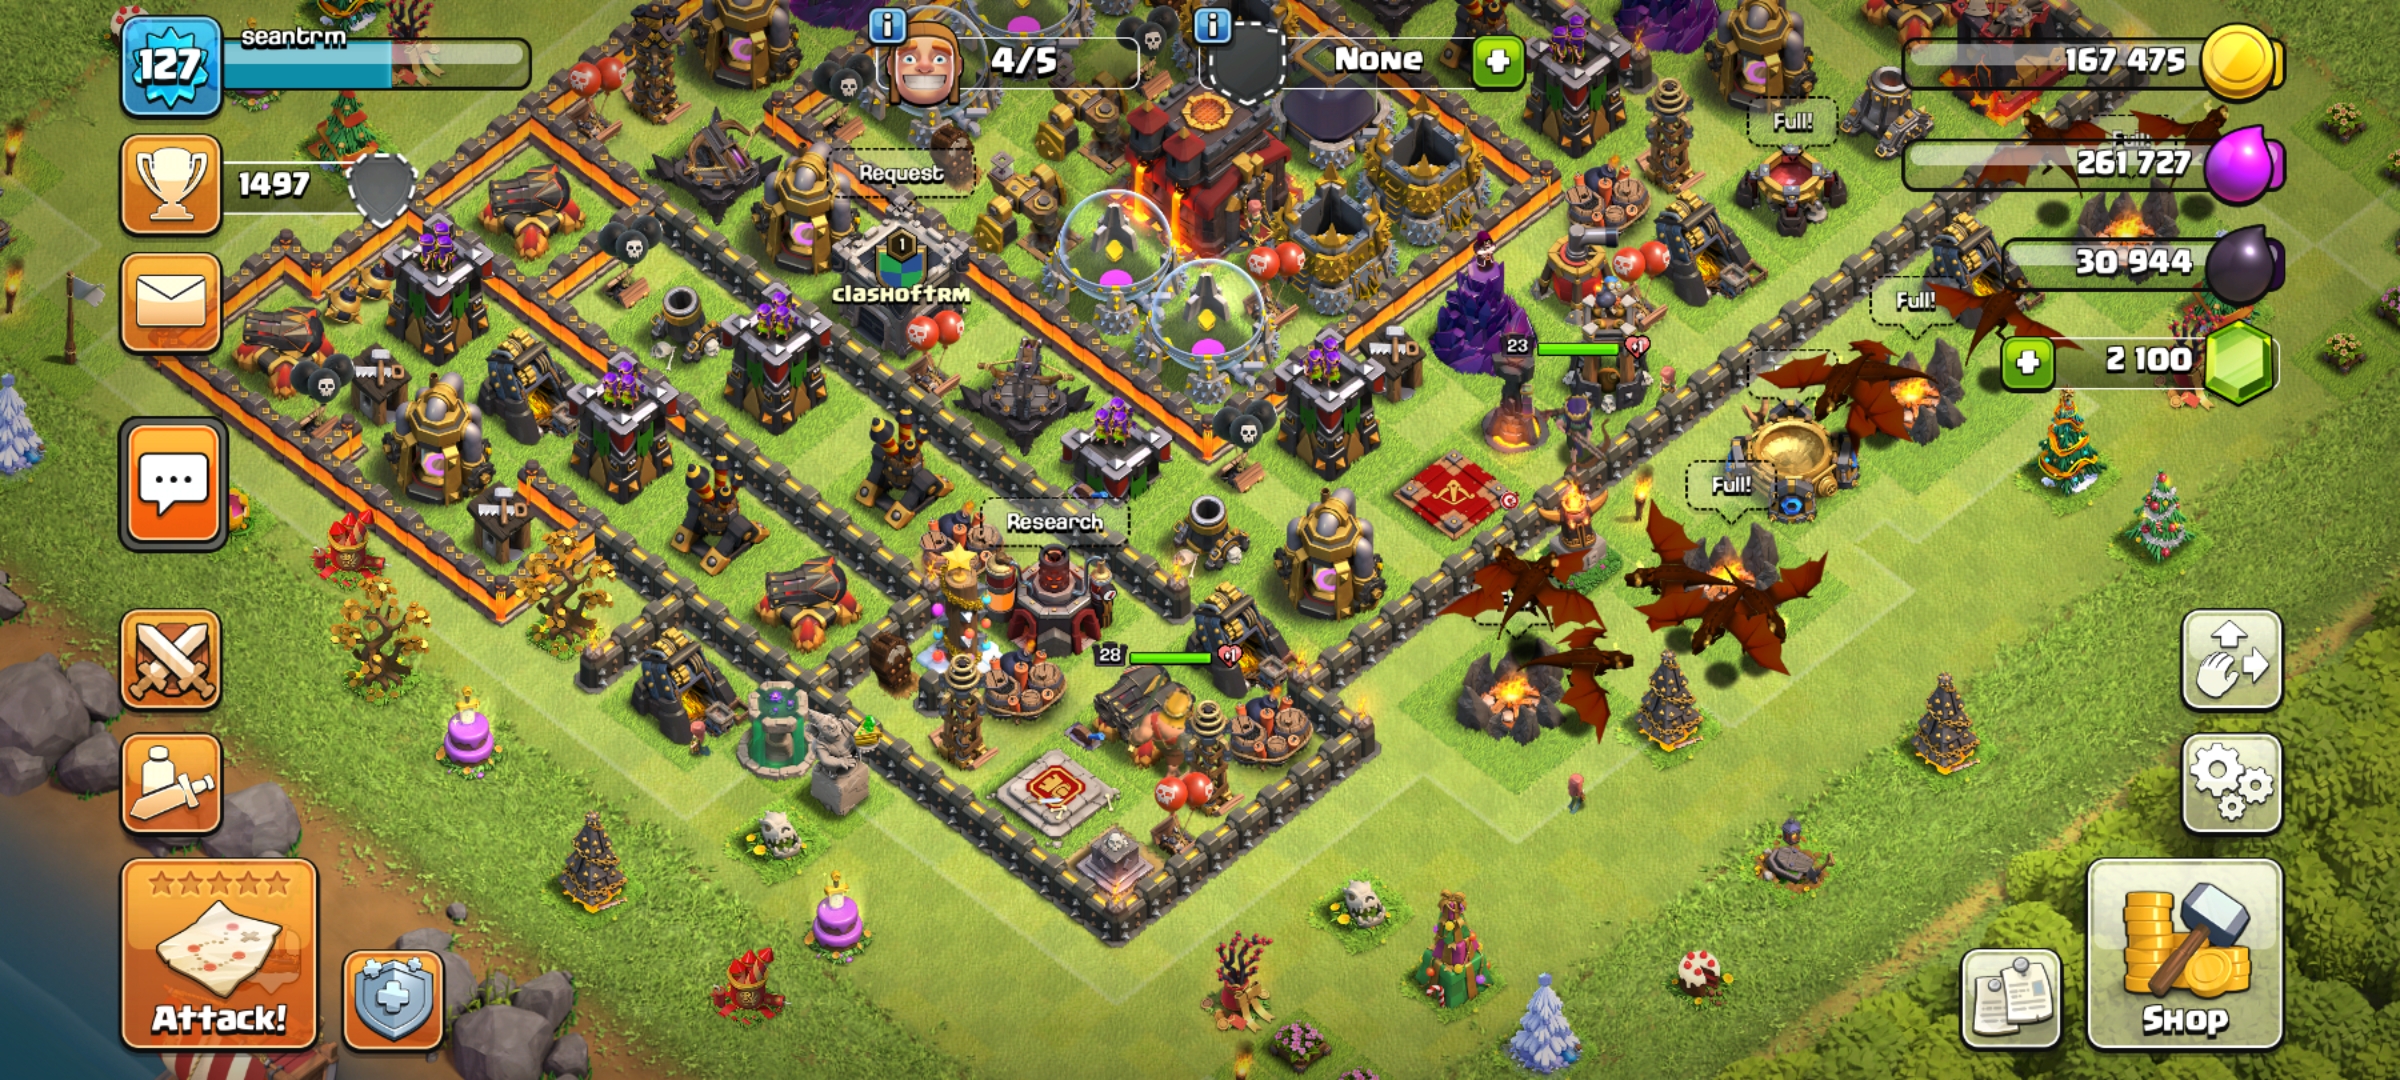 seantrm
127
4/5
None
167 475
Full!
Full!
1497
Request
261 727
1
clashoftRM
30 944
Full!
23
2 100
Full!
Research
28
Attack!
Shop